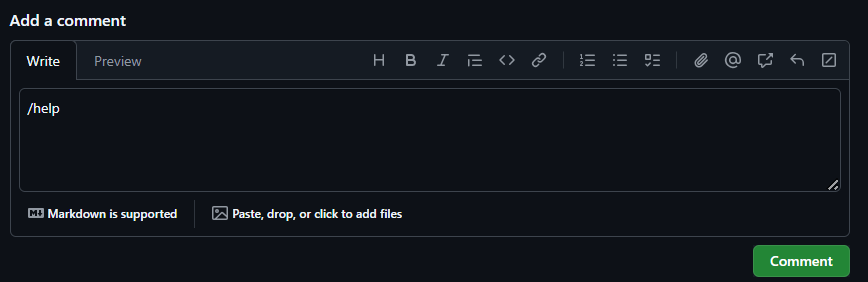 Add a comment
Write Preview
/help
Markdown is supported Paste, drop, or click to add files
Comment